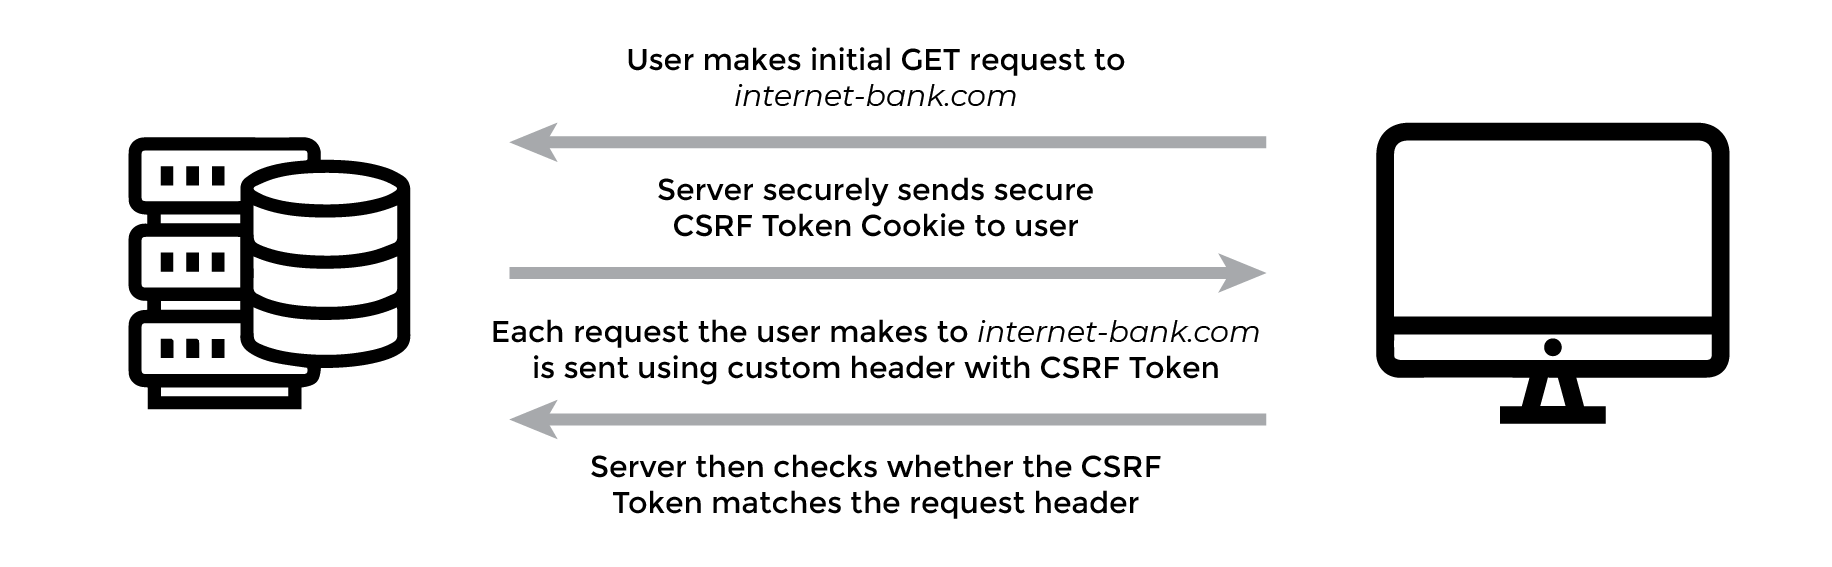 User makes initial GET request to
internet-bank.com
Server securely sends secure
CSRF Token Cookie to user
Each request the user makes to internet-bank.com
is sent using custom header with CSRF Token
Server then checks whether the CSRF
Token matches the request header